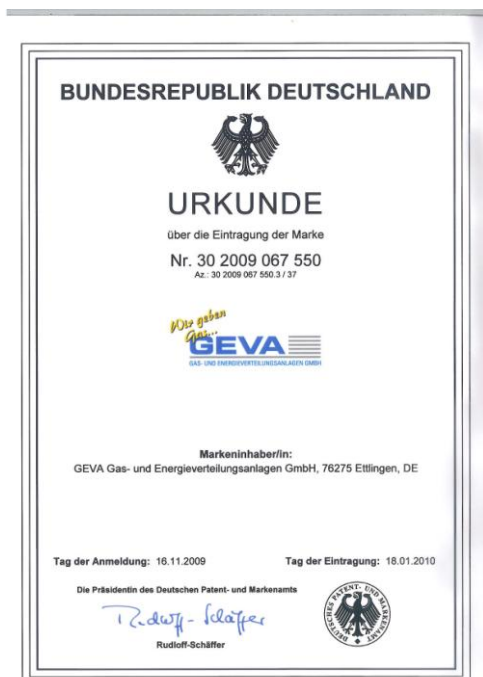 BUNDESREPUBLIK DEUTSCHLAND
URKUNDE
über die Eintragung der Marke
Nr. 30 2009 067 550
Az.: 30 2009 067 550.3 / 37
Wir geben
Gas...
GEVA
GAS- UND ENERGIEVERTEILUNGSANLAGEN GMBH
Markeninhaber/in:
GEVA Gas- und Energieverteilungsanlagen GmbH, 76275 Ettlingen, DE
Tag der Anmeldung: 16.11.2009
Tag der Eintragung: 18.01.2010
Die Präsidentin des Deutschen Patent- und Markenamts
Rudloff-Schäffer
Rudloff-Schäffer
DEUTSCHES PATENT- UND MARKENAMT